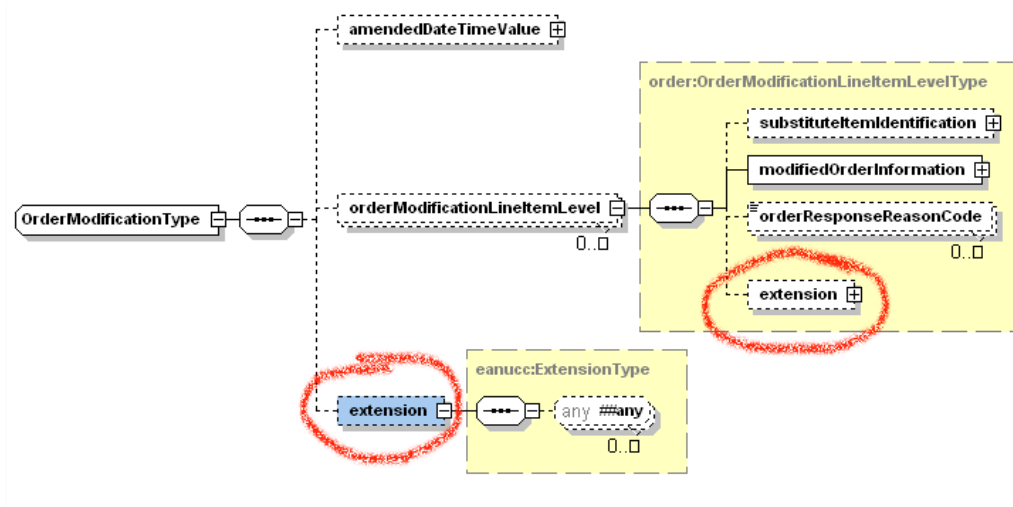 amendedDateTimeValue
order:OrderModificationLineItemLevelType
substituteItemIdentification
modifiedOrderInformation
OrderModificationType
orderModificationLineItemLevel
0..□
orderResponseReasonCode
0..□
extension
eanucc:ExtensionType
extension
any ##any
0..□